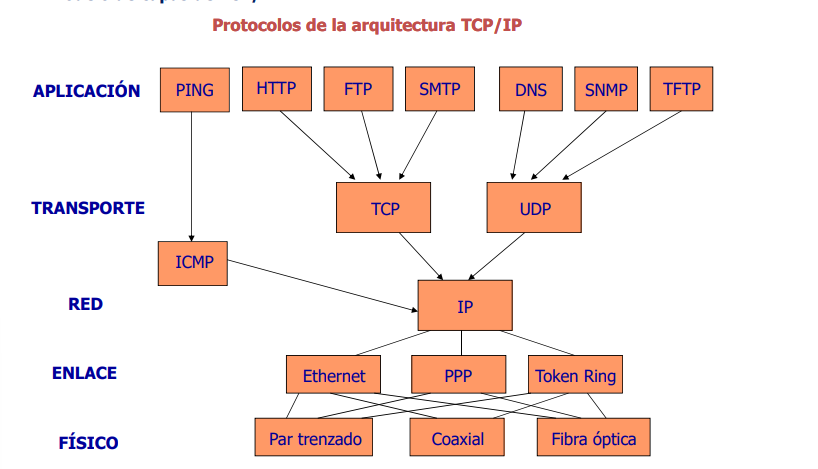 Protocolos de la arquitectura TCP/IP
APLICACIÓN PING HTTP FTP SMTP DNS SNMP TFTP
TRANSPORTE TCP UDP
ICMP
RED IP
ENLACE Ethernet PPP Token Ring
FÍSICO Par trenzado Coaxial Fibra óptica